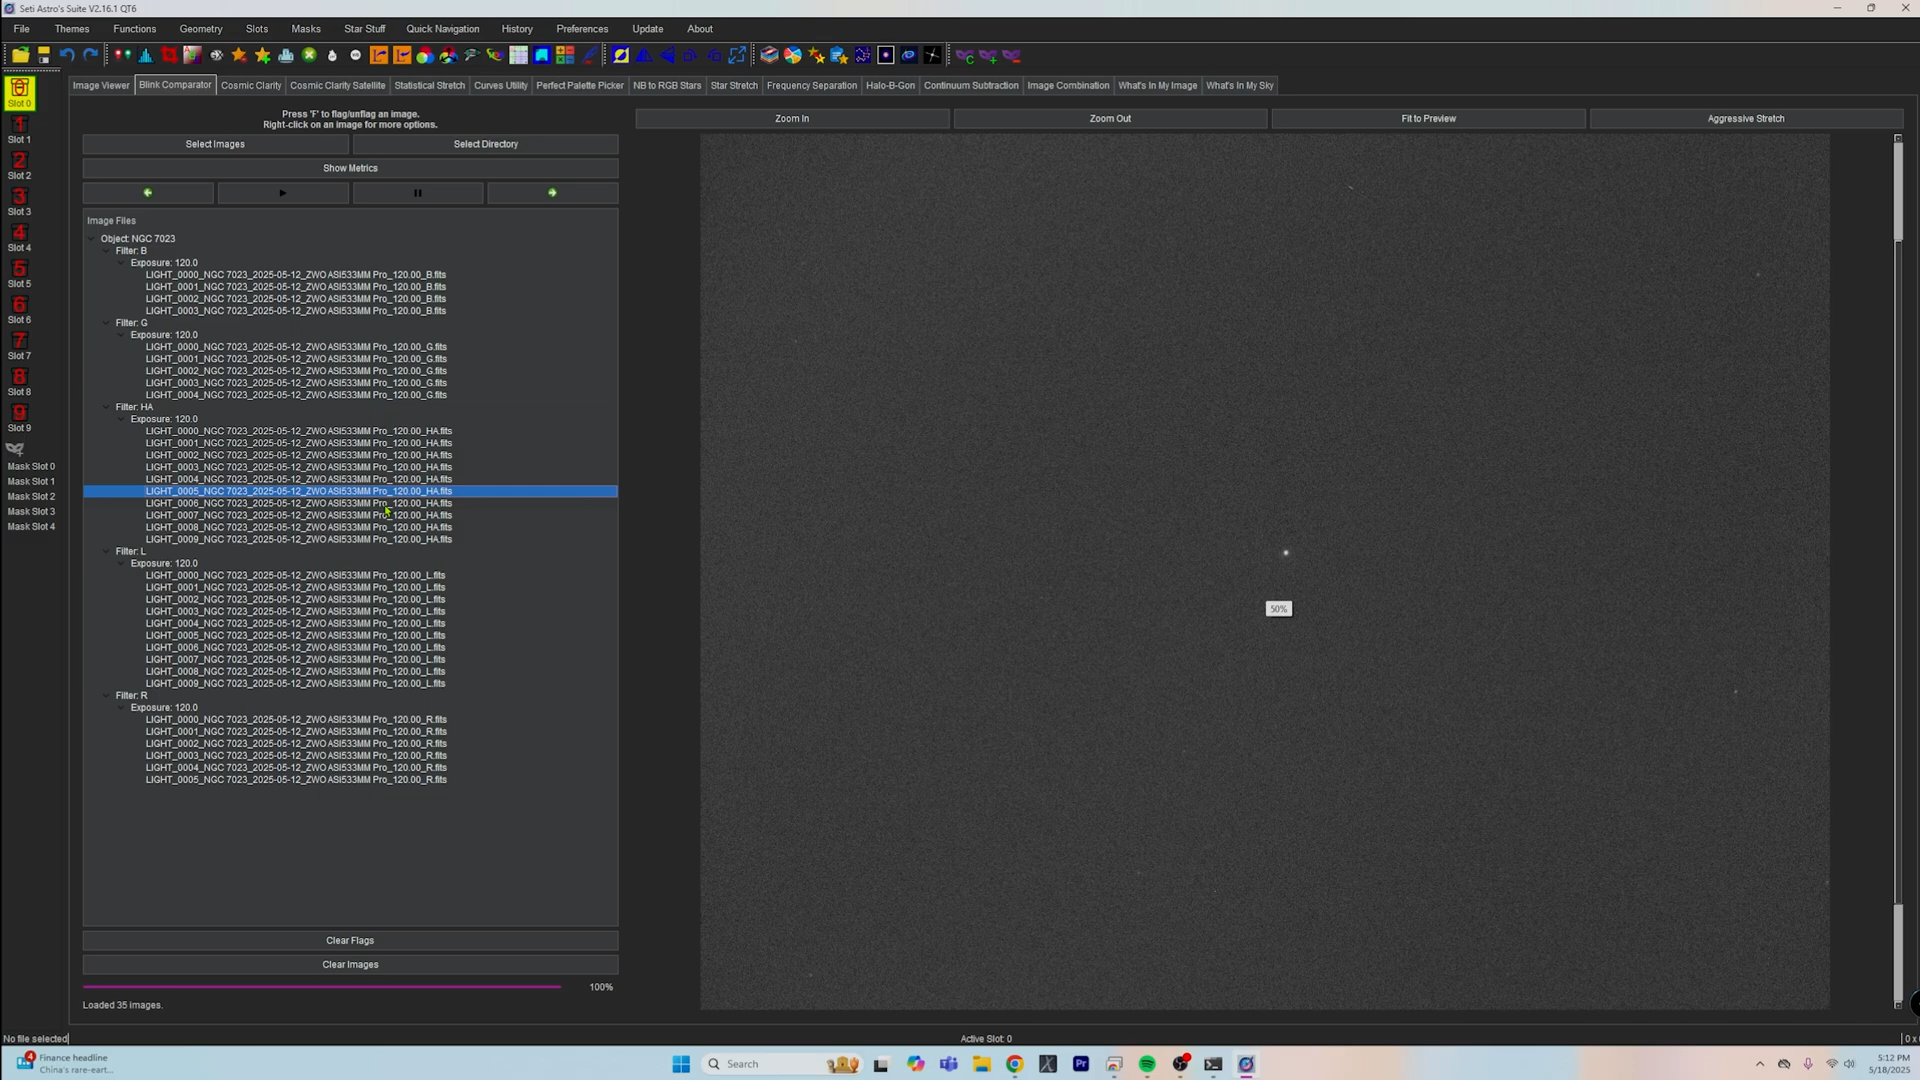 Seti Astro's Suite V2.16.1 QT6
File Themes Functions Geometry Slots Masks Star Stuff Quick Navigation History Preferences Update About
Slot 0
Slot 1
Slot 2
Slot 3
Slot 4
Slot 5
Slot 6
Slot 7
Slot 8
Slot 9
Mask Slot 0
Mask Slot 1
Mask Slot 2
Mask Slot 3
Mask Slot 4
Image Viewer Blink Comparator Cosmic Clarity Cosmic Clarity Satellite Statistical Stretch Curves Utility Perfect Palette Picker NB to RGB Stars Star Stretch Frequency Separation Halo-B-Gon Continuum Subtraction Image Combination What's In My Image What's In My Sky
Press 'F' to flag/unflag an image.
Right-click on an image for more options.
Select Images Select Directory
Show Metrics
Image Files
Object: NGC 7023
Filter: B
Exposure: 120.0
LIGHT_0000_NGC 7023_2025-05-12_ZWO ASI533MM Pro_120.00_B.fits
LIGHT_0001_NGC 7023_2025-05-12_ZWO ASI533MM Pro_120.00_B.fits
LIGHT_0002_NGC 7023_2025-05-12_ZWO ASI533MM Pro_120.00_B.fits
LIGHT_0003_NGC 7023_2025-05-12_ZWO ASI533MM Pro_120.00_B.fits
Filter: G
Exposure: 120.0
LIGHT_0000_NGC 7023_2025-05-12_ZWO ASI533MM Pro_120.00_G.fits
LIGHT_0001_NGC 7023_2025-05-12_ZWO ASI533MM Pro_120.00_G.fits
LIGHT_0002_NGC 7023_2025-05-12_ZWO ASI533MM Pro_120.00_G.fits
LIGHT_0003_NGC 7023_2025-05-12_ZWO ASI533MM Pro_120.00_G.fits
LIGHT_0004_NGC 7023_2025-05-12_ZWO ASI533MM Pro_120.00_G.fits
Filter: HA
Exposure: 120.0
LIGHT_0000_NGC 7023_2025-05-12_ZWO ASI533MM Pro_120.00_HA.fits
LIGHT_0001_NGC 7023_2025-05-12_ZWO ASI533MM Pro_120.00_HA.fits
LIGHT_0002_NGC 7023_2025-05-12_ZWO ASI533MM Pro_120.00_HA.fits
LIGHT_0003_NGC 7023_2025-05-12_ZWO ASI533MM Pro_120.00_HA.fits
LIGHT_0004_NGC 7023_2025-05-12_ZWO ASI533MM Pro_120.00_HA.fits
LIGHT_0005_NGC 7023_2025-05-12_ZWO ASI533MM Pro_120.00_HA.fits
LIGHT_0006_NGC 7023_2025-05-12_ZWO ASI533MM Pro_120.00_HA.fits
LIGHT_0007_NGC 7023_2025-05-12_ZWO ASI533MM Pro_120.00_HA.fits
LIGHT_0008_NGC 7023_2025-05-12_ZWO ASI533MM Pro_120.00_HA.fits
LIGHT_0009_NGC 7023_2025-05-12_ZWO ASI533MM Pro_120.00_HA.fits
Filter: L
Exposure: 120.0
LIGHT_0000_NGC 7023_2025-05-12_ZWO ASI533MM Pro_120.00_L.fits
LIGHT_0001_NGC 7023_2025-05-12_ZWO ASI533MM Pro_120.00_L.fits
LIGHT_0002_NGC 7023_2025-05-12_ZWO ASI533MM Pro_120.00_L.fits
LIGHT_0003_NGC 7023_2025-05-12_ZWO ASI533MM Pro_120.00_L.fits
LIGHT_0004_NGC 7023_2025-05-12_ZWO ASI533MM Pro_120.00_L.fits
LIGHT_0005_NGC 7023_2025-05-12_ZWO ASI533MM Pro_120.00_L.fits
LIGHT_0006_NGC 7023_2025-05-12_ZWO ASI533MM Pro_120.00_L.fits
LIGHT_0007_NGC 7023_2025-05-12_ZWO ASI533MM Pro_120.00_L.fits
LIGHT_0008_NGC 7023_2025-05-12_ZWO ASI533MM Pro_120.00_L.fits
LIGHT_0009_NGC 7023_2025-05-12_ZWO ASI533MM Pro_120.00_L.fits
Filter: R
Exposure: 120.0
LIGHT_0000_NGC 7023_2025-05-12_ZWO ASI533MM Pro_120.00_R.fits
LIGHT_0001_NGC 7023_2025-05-12_ZWO ASI533MM Pro_120.00_R.fits
LIGHT_0002_NGC 7023_2025-05-12_ZWO ASI533MM Pro_120.00_R.fits
LIGHT_0003_NGC 7023_2025-05-12_ZWO ASI533MM Pro_120.00_R.fits
LIGHT_0004_NGC 7023_2025-05-12_ZWO ASI533MM Pro_120.00_R.fits
LIGHT_0005_NGC 7023_2025-05-12_ZWO ASI533MM Pro_120.00_R.fits
Clear Flags
Clear Images
100%
Loaded 35 images.
Zoom In Zoom Out Fit to Preview Aggressive Stretch
50%
No file selected Active Slot: 0 0 x
4 Finance headline
China's rare-eart...
Search
5:12 PM
5/18/2025